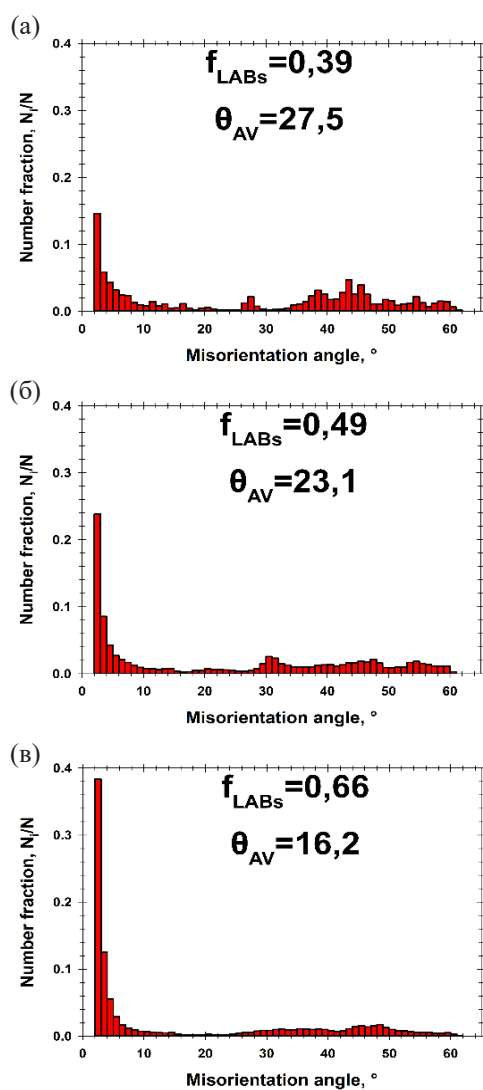 (а)
f_LABs=0,39
θ_AV=27,5
Number fraction, N_i/N
0.4
0.3
0.2
0.1
0.0
0 10 20 30 40 50 60
Misorientation angle, °
(б)
f_LABs=0,49
θ_AV=23,1
Number fraction, N_i/N
0.4
0.3
0.2
0.1
0.0
0 10 20 30 40 50 60
Misorientation angle, °
(в)
f_LABs=0,66
θ_AV=16,2
Number fraction, N_i/N
0.4
0.3
0.2
0.1
0.0
0 10 20 30 40 50 60
Misorientation angle, °